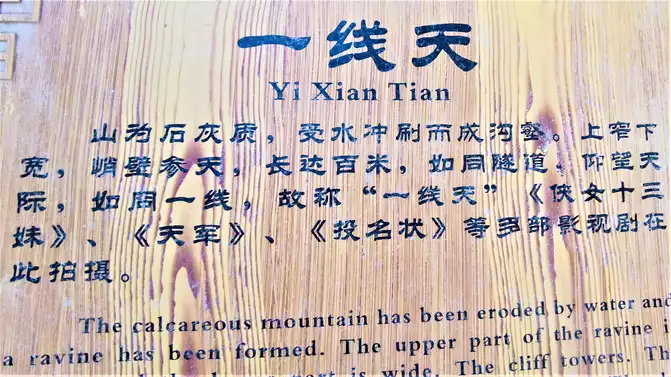 一线天
Yi Xian Tian
山为石灰质，受水冲刷而成沟壑。上窄下
宽，峭壁参天，长达百米，如同隧道，仰望天
际，如同一线，故称“一线天”《侠女十三
妹》、《天军》、《投名状》等多部影视剧在
此拍摄。
The calcareous mountain has been eroded by water and
a ravine has been formed. The upper part of the ravine
is wide. The cliff towers.